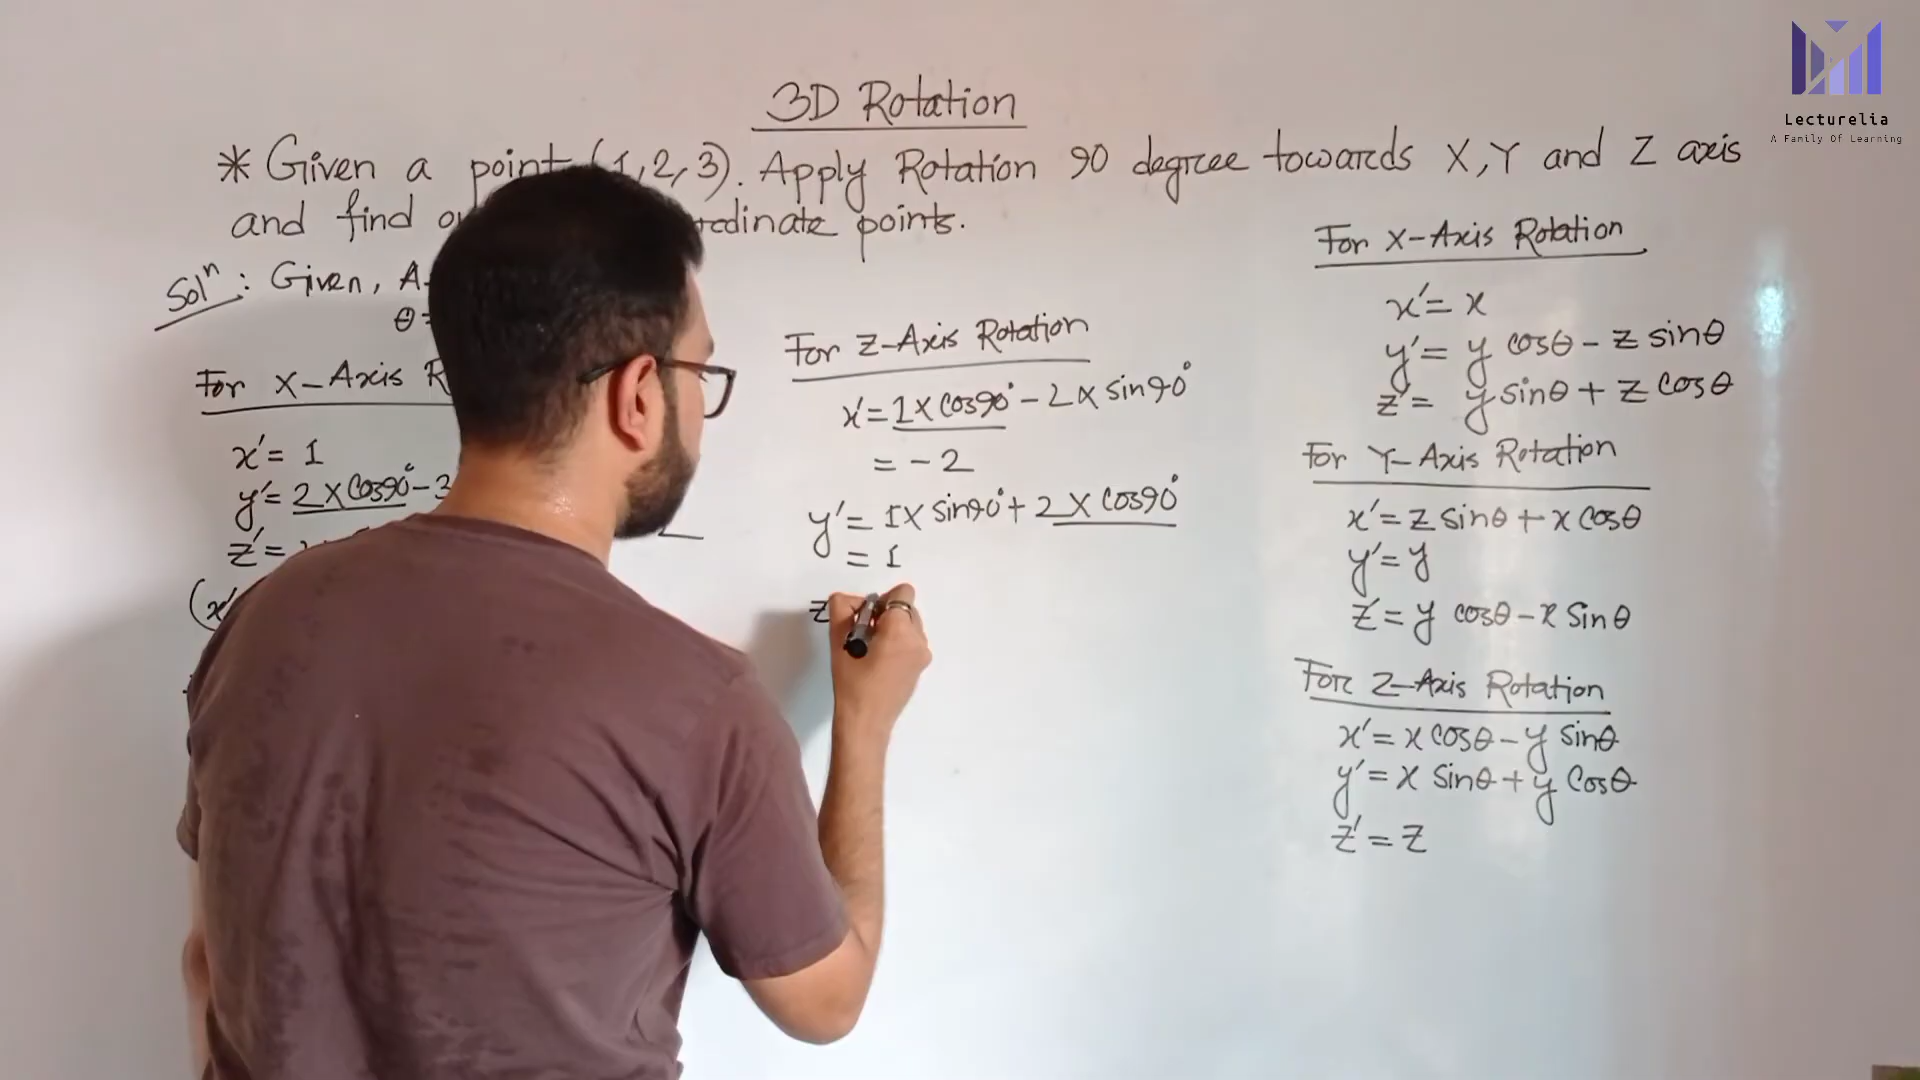 Lecturelia
A Family Of Learning
3D Rotation
* Given a point (1,2,3). Apply Rotation 90 degree towards X,Y and Z axis
and find points.
Solⁿ: Given, A
θ=
For X-Axis
x'= 1
y'= 2 x cos90° - 3
z'=
(x'
For Z-Axis Rotation
x'= 1 x cos90° - 2 x sin90°
= -2
y'= 1 x sin90° + 2 x cos90°
= 1
z
For X-Axis Rotation
x'= x
y'= y cosθ - z sinθ
z'= y sinθ + z cosθ
For Y-Axis Rotation
x'= z sinθ + x cosθ
y'= y
z'= y cosθ - x sinθ
For Z-Axis Rotation
x'= x cosθ - y sinθ
y'= x sinθ + y cosθ
z'= z